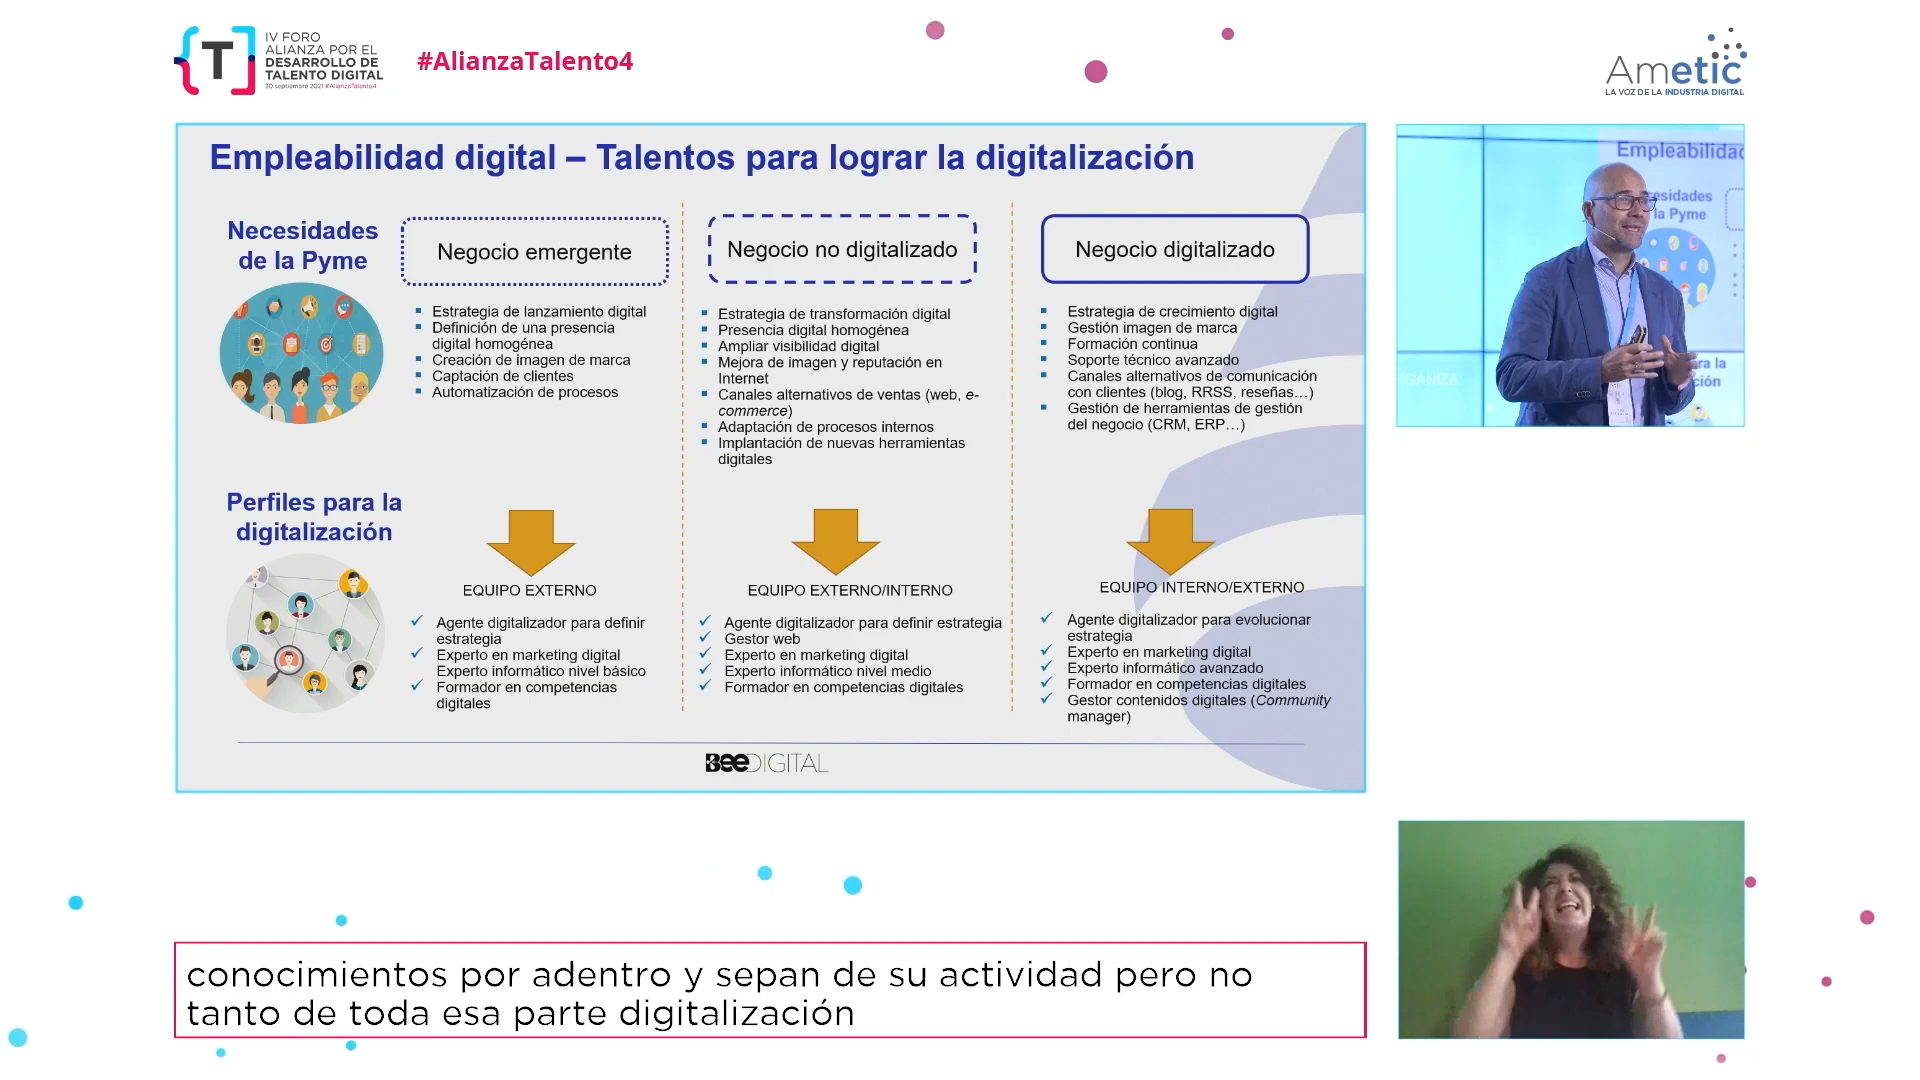 IV FORO
ALIANZA POR EL
DESARROLLO DE
TALENTO DIGITAL
30 septiembre 2021 #AlianzaTalento4
{T]
#AlianzaTalento4
Ametic
LA VOZ DE LA INDUSTRIA DIGITAL
Empleabilidad digital – Talentos para lograr la digitalización
Necesidades
de la Pyme
Negocio emergente
Estrategia de lanzamiento digital
Definición de una presencia
digital homogénea
Creación de imagen de marca
Captación de clientes
Automatización de procesos
Negocio no digitalizado
Estrategia de transformación digital
Presencia digital homogénea
Ampliar visibilidad digital
Mejora de imagen y reputación en
Internet
Canales alternativos de ventas (web, e-
commerce)
Adaptación de procesos internos
Implantación de nuevas herramientas
digitales
Negocio digitalizado
Estrategia de crecimiento digital
Gestión imagen de marca
Formación continua
Soporte técnico avanzado
Canales alternativos de comunicación
con clientes (blog, RRSS, reseñas…)
Gestión de herramientas de gestión
del negocio (CRM, ERP…)
Perfiles para la
digitalización
EQUIPO EXTERNO
Agente digitalizador para definir
estrategia
Experto en marketing digital
Experto informático nivel básico
Formador en competencias
digitales
EQUIPO EXTERNO/INTERNO
Agente digitalizador para definir estrategia
Gestor web
Experto en marketing digital
Experto informático nivel medio
Formador en competencias digitales
EQUIPO INTERNO/EXTERNO
Agente digitalizador para evolucionar
estrategia
Experto en marketing digital
Experto informático avanzado
Formador en competencias digitales
Gestor contenidos digitales (Community
manager)
BeeDIGITAL
Empleabilidad
esidades
la Pyme
RGANIZA:
ara la
ción
conocimientos por adentro y sepan de su actividad pero no
tanto de toda esa parte digitalización